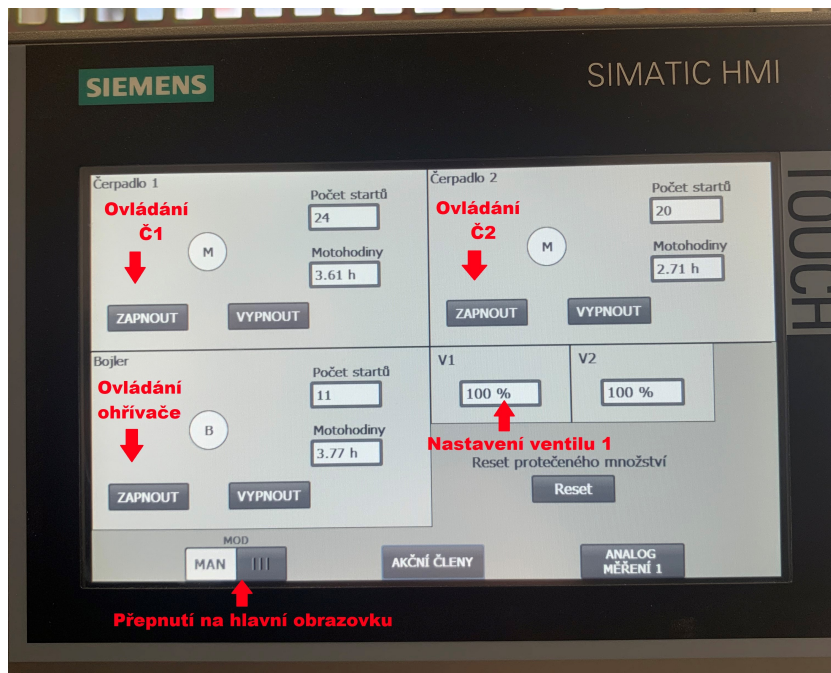 SIEMENS
SIMATIC HMI
TOUCH
Čerpadlo 1
Ovládání
Č1
M
Počet startů
24
Motohodiny
3.61 h
ZAPNOUT
VYPNOUT
Čerpadlo 2
Ovládání
Č2
M
Počet startů
20
Motohodiny
2.71 h
ZAPNOUT
VYPNOUT
Bojler
Ovládání
ohřívače
B
Počet startů
11
Motohodiny
3.77 h
ZAPNOUT
VYPNOUT
V1
100 %
V2
100 %
Nastavení ventilu 1
Reset protečeného množství
Reset
MOD
MAN
AKČNÍ ČLENY
ANALOG
MĚŘENÍ 1
Přepnutí na hlavní obrazovku